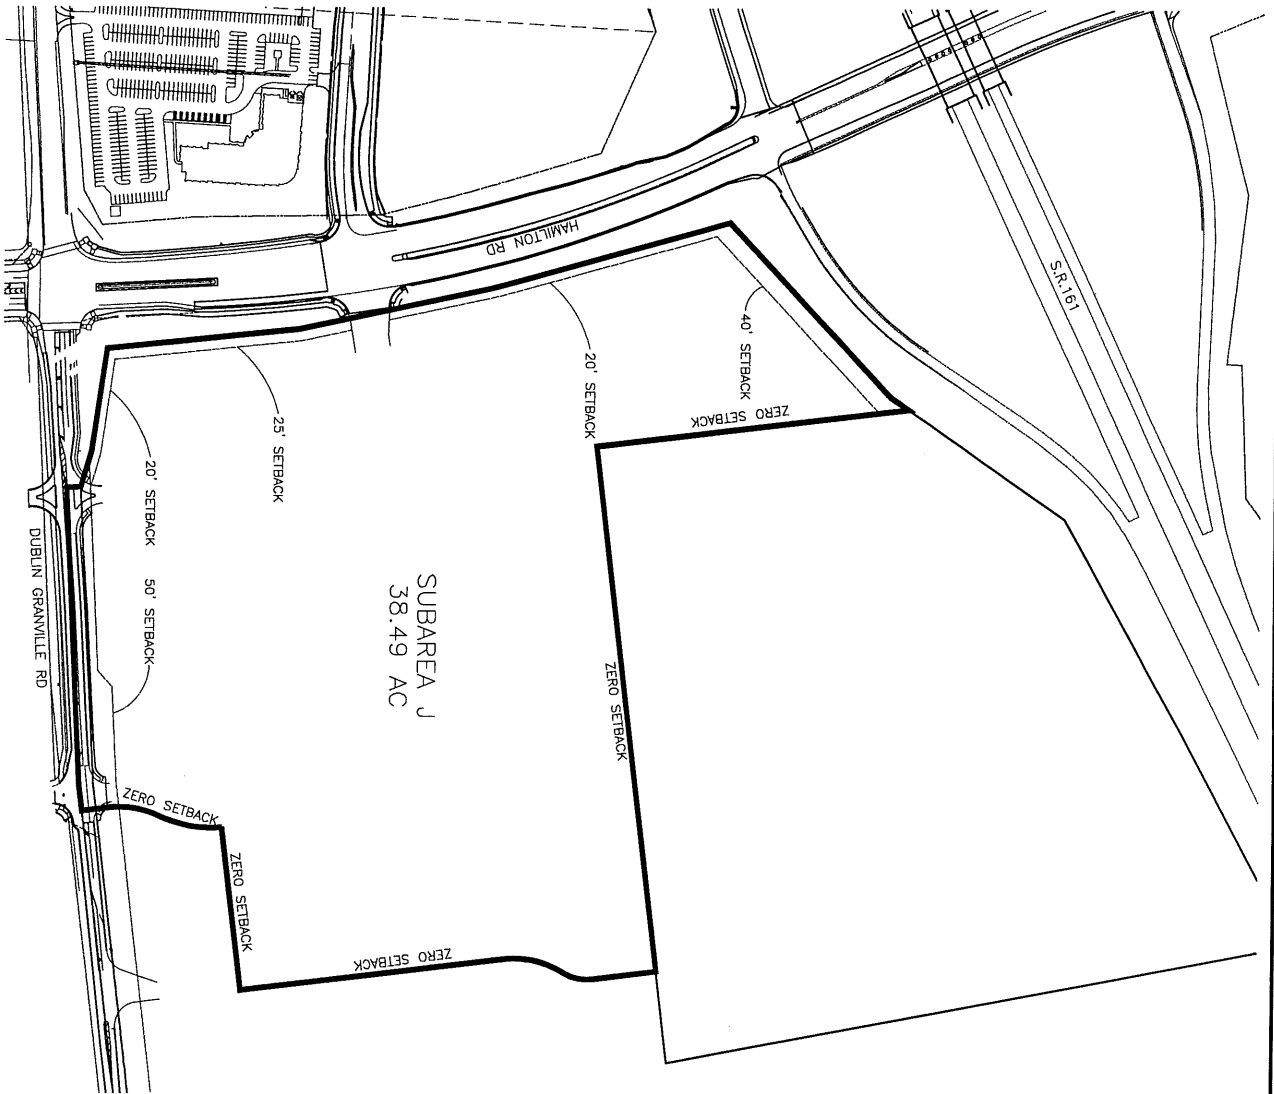 HAMILTON RD
S.R.161
40' SETBACK
20' SETBACK
ZERO SETBACK
25' SETBACK
20' SETBACK
50' SETBACK
DUBLIN GRANVILLE RD
SUBAREA J
38.49 AC
ZERO SETBACK
ZERO SETBACK
ZERO SETBACK
ZERO SETBACK